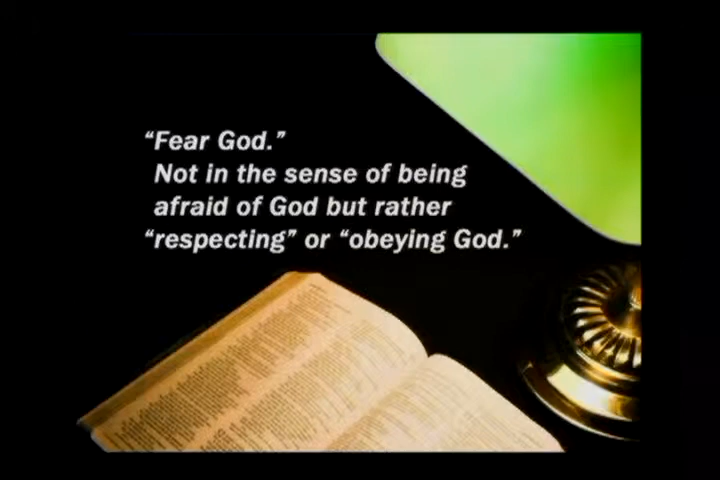 “Fear God.”
Not in the sense of being
afraid of God but rather
“respecting” or “obeying God.”